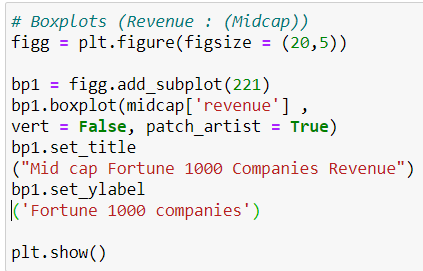 # Boxplots (Revenue : (Midcap))
figg = plt.figure(figsize = (20,5))
bp1 = figg.add_subplot(221)
bp1.boxplot(midcap['revenue'] ,
vert = False, patch_artist = True)
bp1.set_title
("Mid cap Fortune 1000 Companies Revenue")
bp1.set_ylabel
('Fortune 1000 companies')
plt.show()